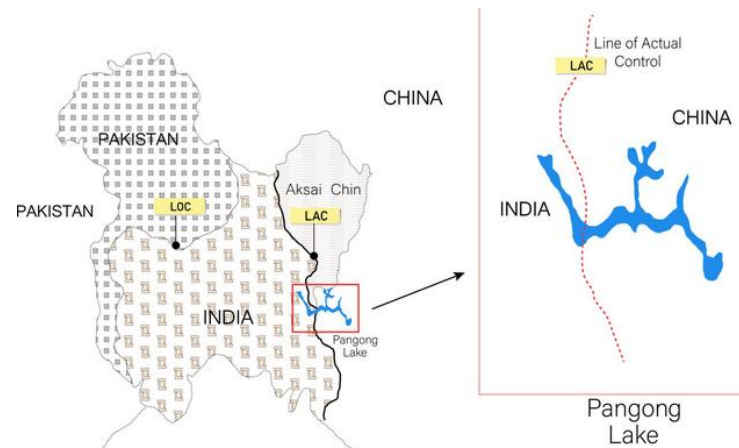 CHINA
PAKISTAN
PAKISTAN
LOC
Aksai Chin
LAC
INDIA
Pangong
Lake
Line of Actual
Control
LAC
CHINA
INDIA
Pangong
Lake